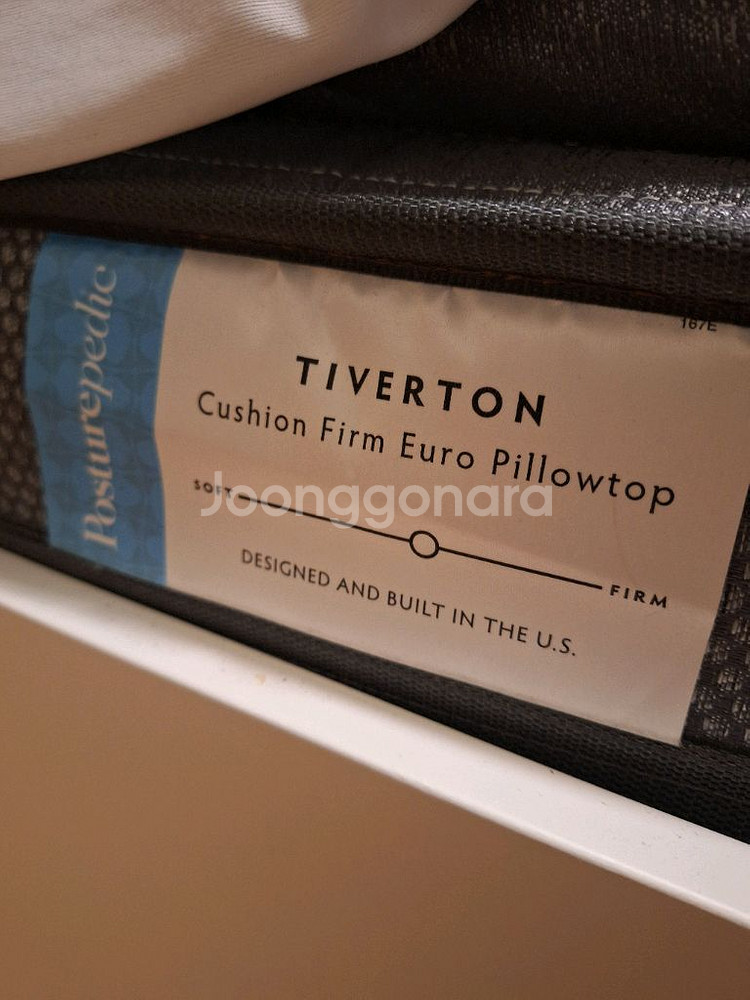 Posturepedic
167E
TIVERTON
Cushion Firm Euro Pillowtop
SOFT
FIRM
DESIGNED AND BUILT IN THE U.S.
Joonggonara